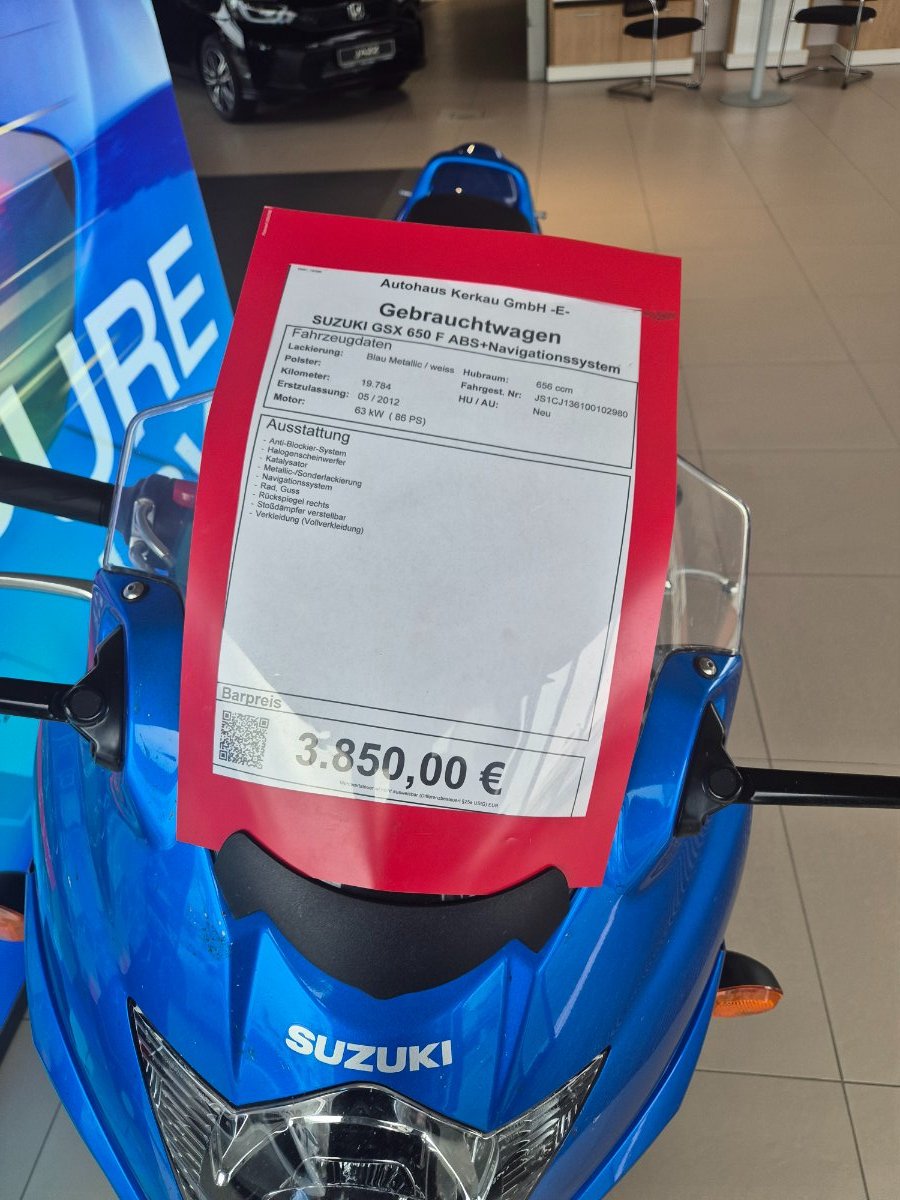 Autohaus Kerkau GmbH -E-
Gebrauchtwagen
SUZUKI GSX 650 F ABS+Navigationssystem
Fahrzeugdaten
Lackierung: Blau Metallic / weiss Hubraum: 656 ccm
Polster: Fahrgest. Nr: JS1CJ136100102980
Kilometer: 19.784 HU / AU: Neu
Erstzulassung: 05 / 2012
Motor: 63 kW ( 86 PS)
Ausstattung
- Anti-Blockier-System
- Halogenscheinwerfer
- Katalysator
- Metallic-/Sonderlackierung
- Navigationssystem
- Rad, Guss
- Rückspiegel rechts
- Stoßdämpfer verstellbar
- Verkleidung (Vollverkleidung)
Barpreis
3.850,00 €
SUZUKI